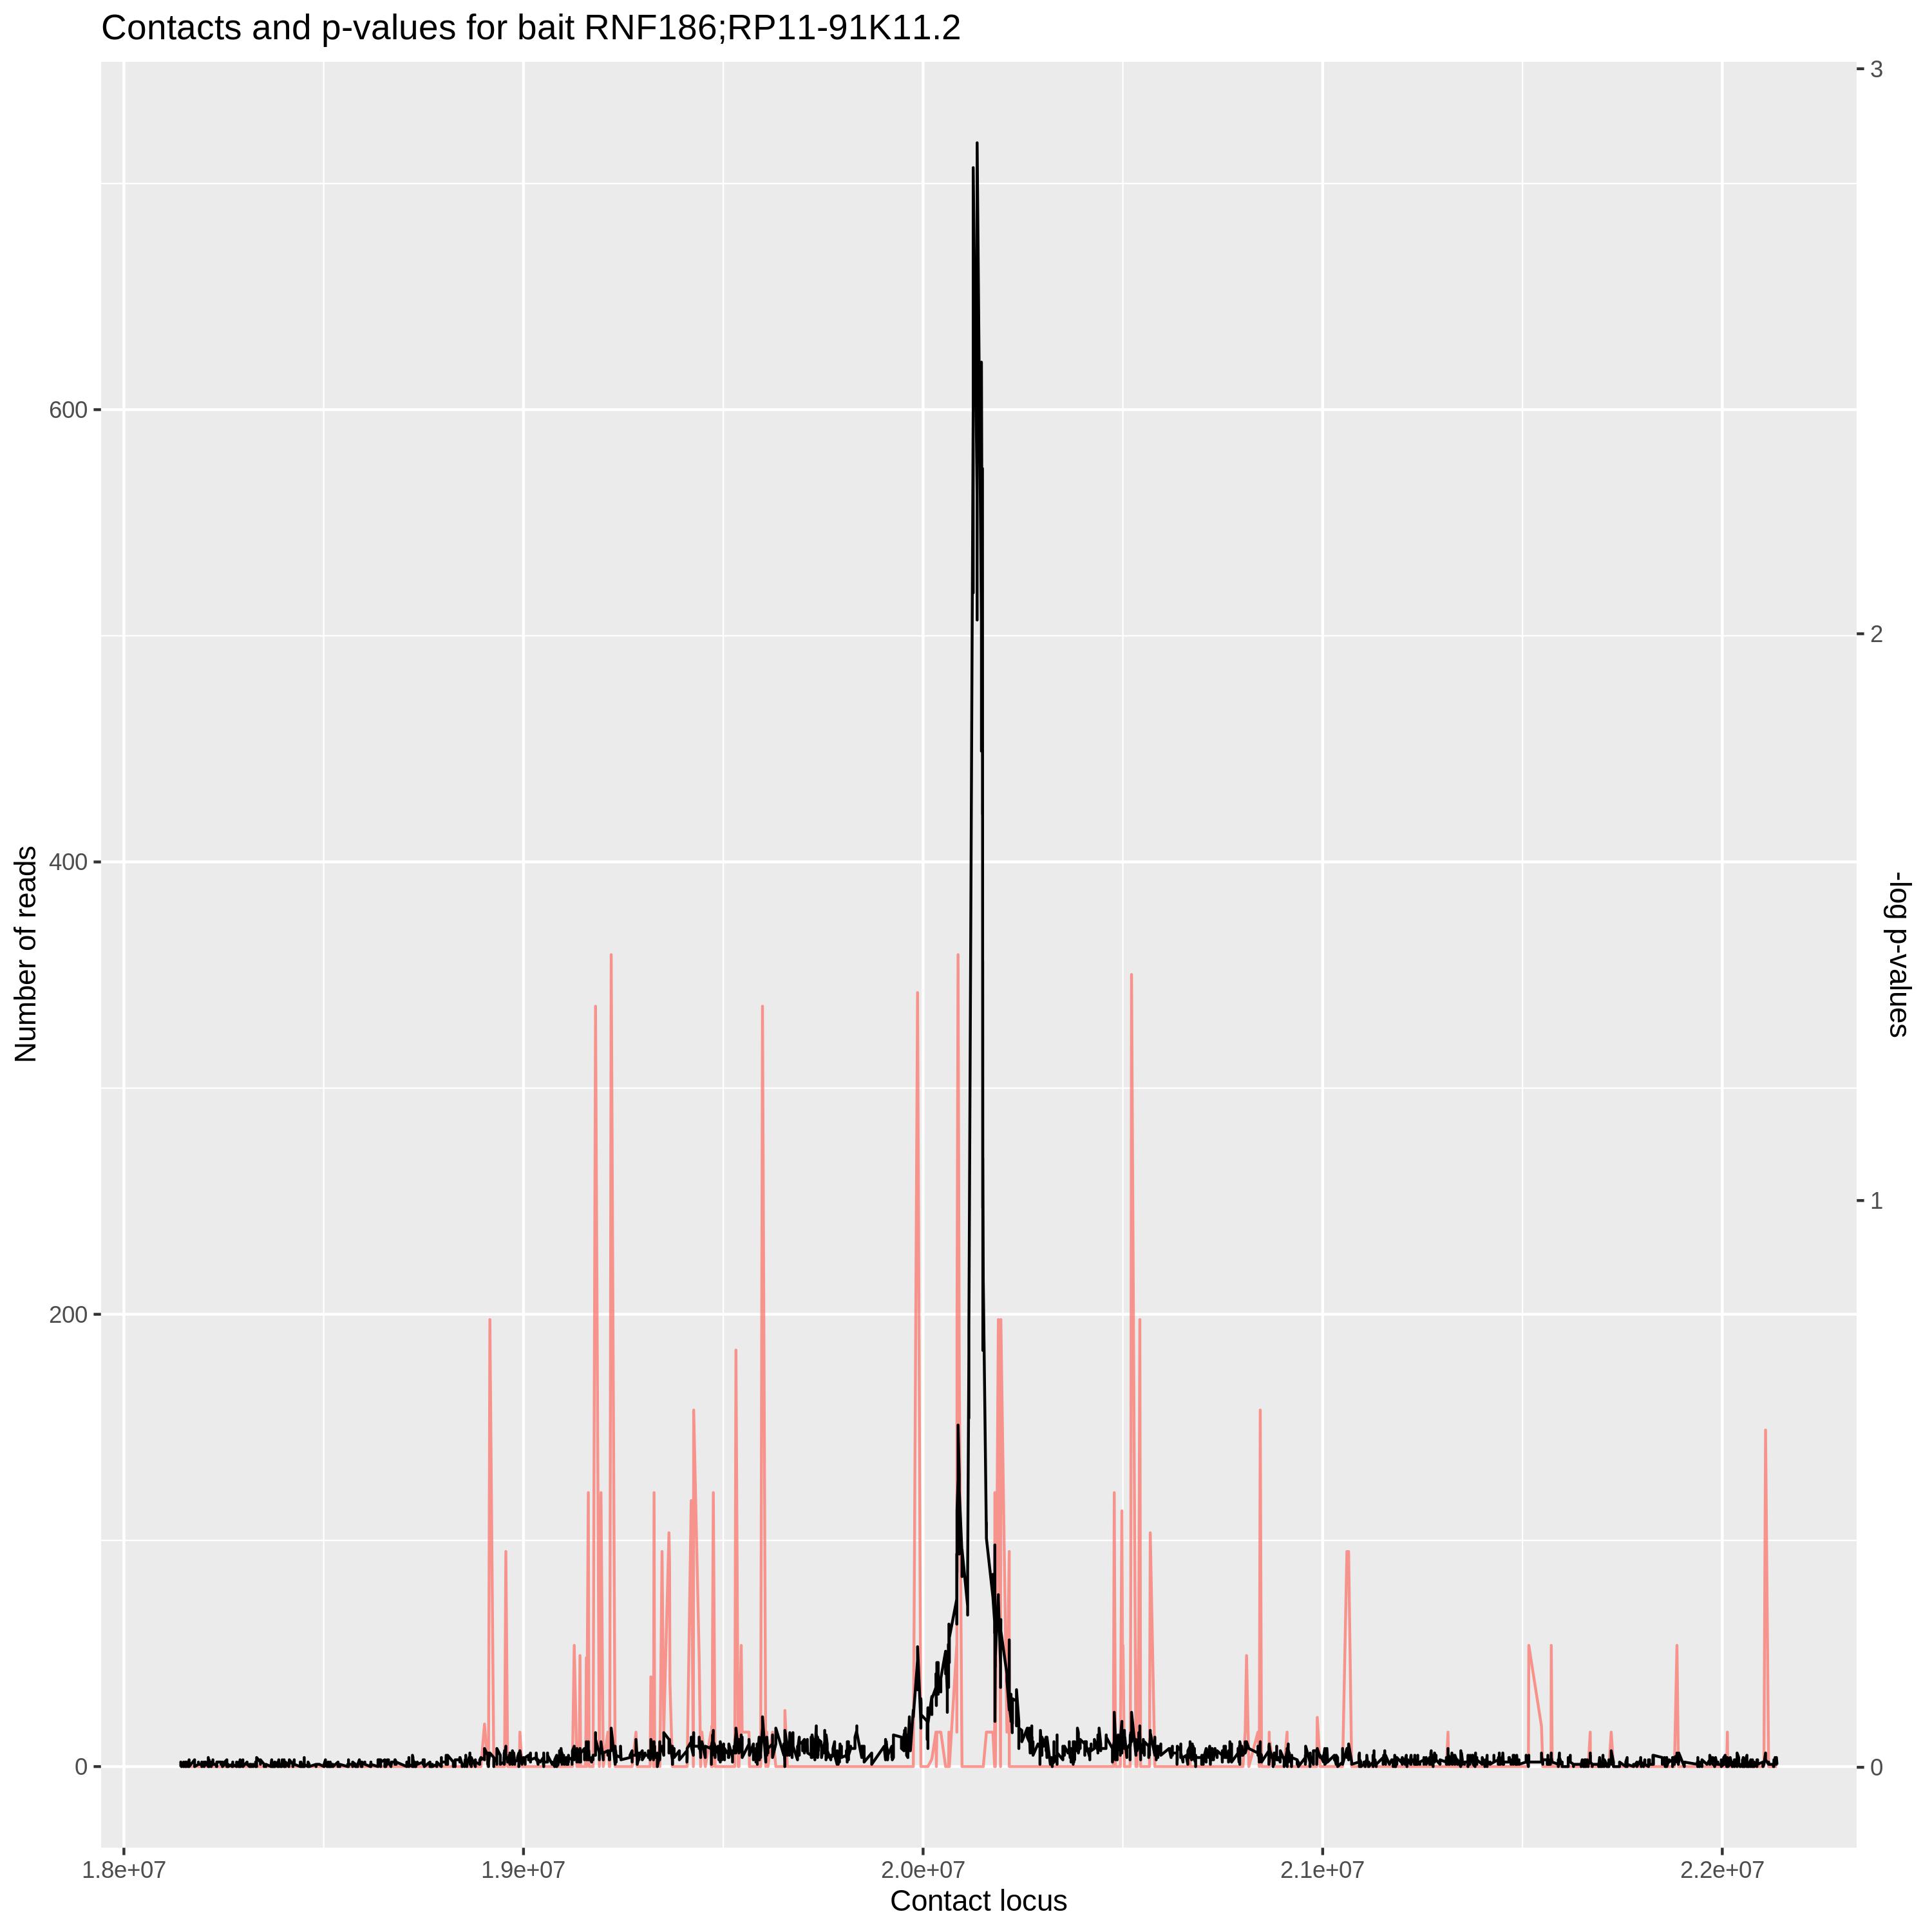 Contacts and p-values for bait RNF186;RP11-91K11.2
3
600
2
400
Number of reads
-log p-values
1
200
0
0
1.8e+07 1.9e+07 2.0e+07 2.1e+07 2.2e+07
Contact locus